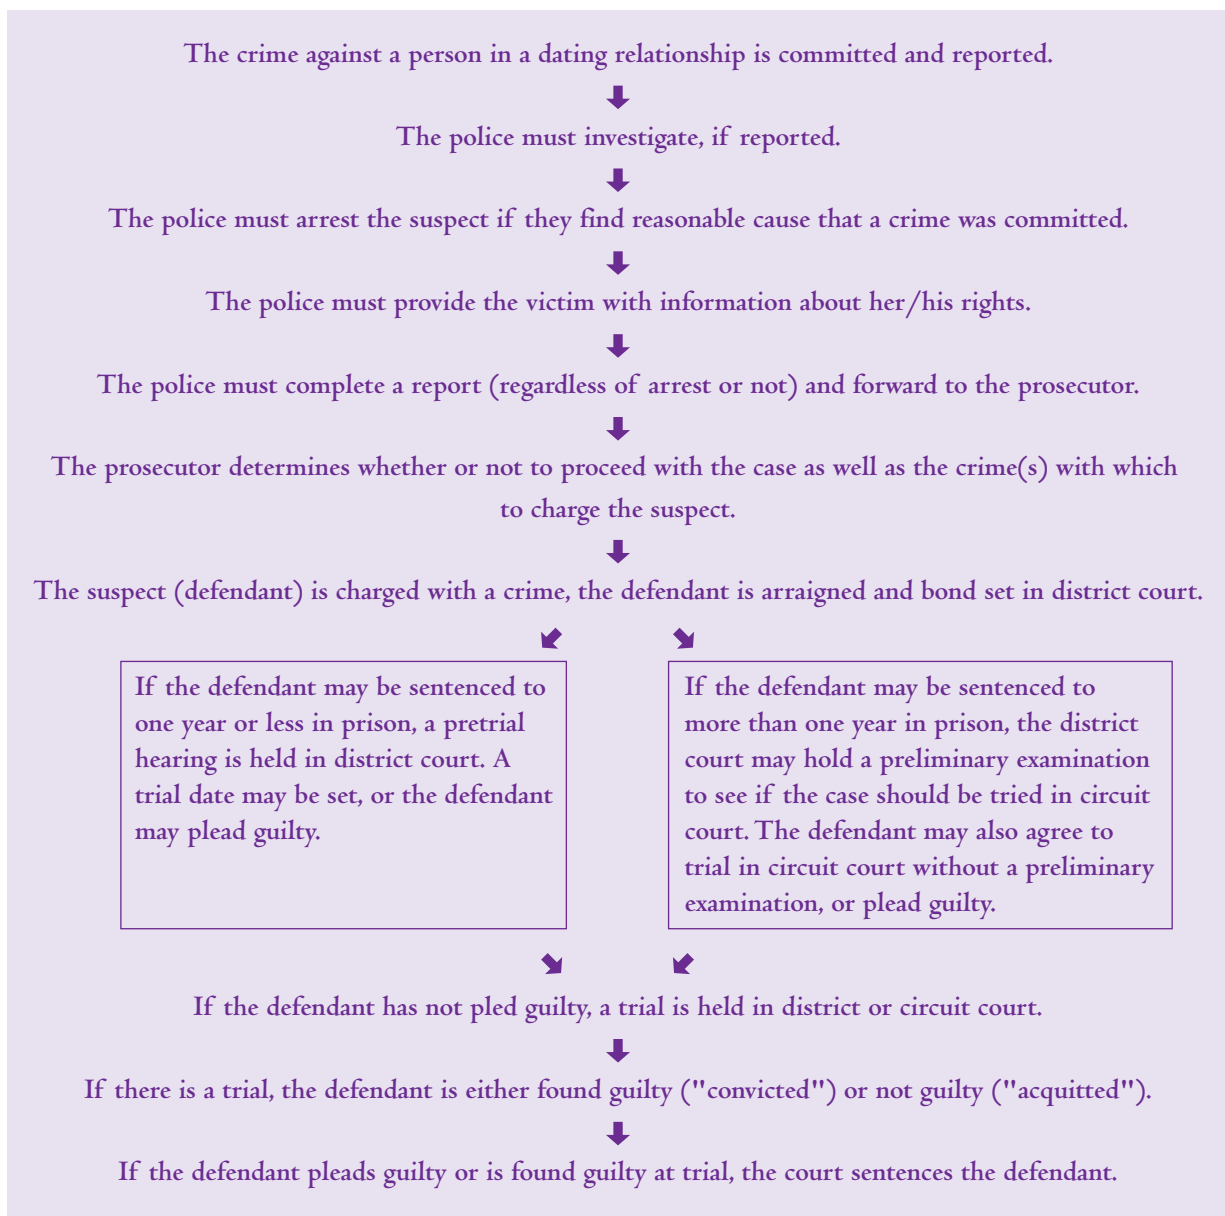 The crime against a person in a dating relationship is committed and reported.
The police must investigate, if reported.
The police must arrest the suspect if they find reasonable cause that a crime was committed.
The police must provide the victim with information about her/his rights.
The police must complete a report (regardless of arrest or not) and forward to the prosecutor.
The prosecutor determines whether or not to proceed with the case as well as the crime(s) with which
to charge the suspect.
The suspect (defendant) is charged with a crime, the defendant is arraigned and bond set in district court.
If the defendant may be sentenced to
one year or less in prison, a pretrial
hearing is held in district court. A
trial date may be set, or the defendant
may plead guilty.
If the defendant may be sentenced to
more than one year in prison, the district
court may hold a preliminary examination
to see if the case should be tried in circuit
court. The defendant may also agree to
trial in circuit court without a preliminary
examination, or plead guilty.
If the defendant has not pled guilty, a trial is held in district or circuit court.
If there is a trial, the defendant is either found guilty ("convicted") or not guilty ("acquitted").
If the defendant pleads guilty or is found guilty at trial, the court sentences the defendant.